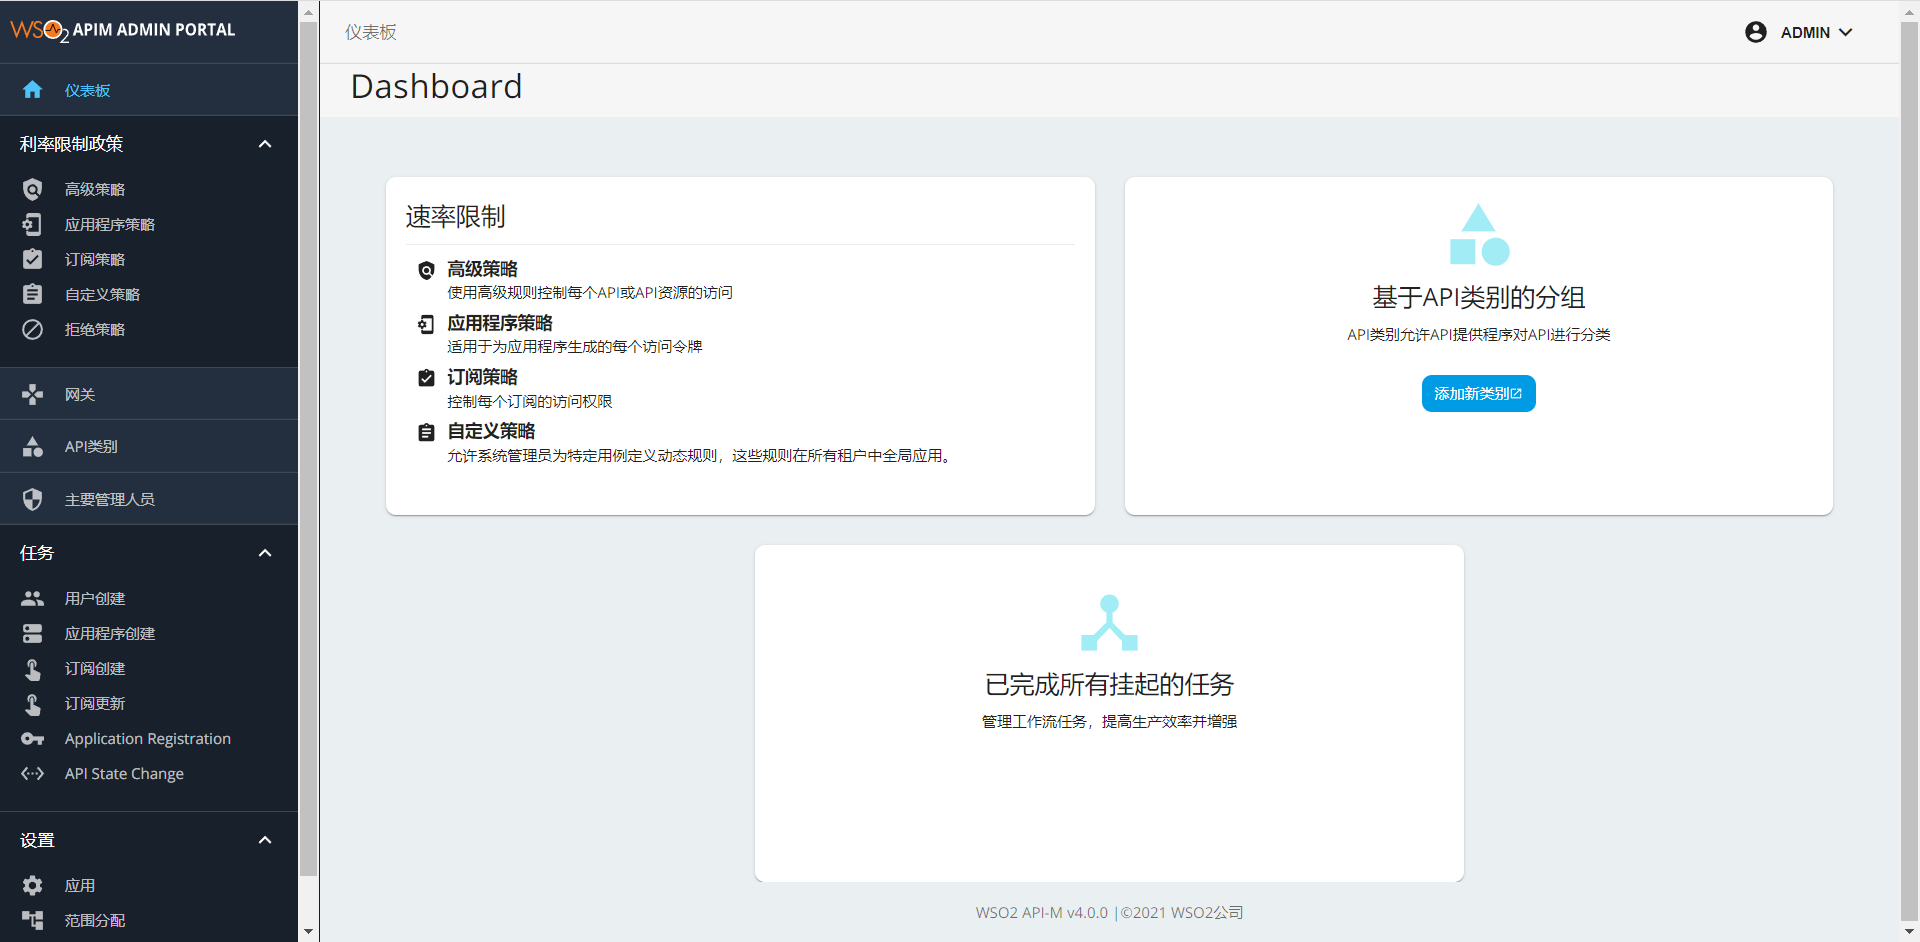 WSO2 APIM ADMIN PORTAL
仪表板
利率限制政策
高级策略
应用程序策略
订阅策略
自定义策略
拒绝策略
网关
API类别
主要管理人员
任务
用户创建
应用程序创建
订阅创建
订阅更新
Application Registration
API State Change
设置
应用
范围分配
仪表板
ADMIN
Dashboard
速率限制
高级策略
使用高级规则控制每个API或API资源的访问
应用程序策略
适用于为应用程序生成的每个访问令牌
订阅策略
控制每个订阅的访问权限
自定义策略
允许系统管理员为特定用例定义动态规则，这些规则在所有租户中全局应用。
基于API类别的分组
API类别允许API提供程序对API进行分类
添加新类别
已完成所有挂起的任务
管理工作流任务，提高生产效率并增强
WSO2 API-M v4.0.0 |©2021 WSO2公司